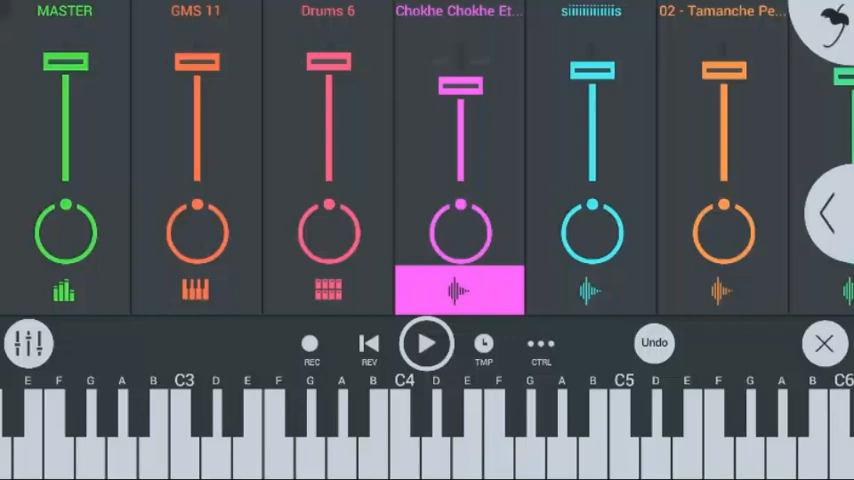 MASTER
GMS 11
Drums 6
Chokhe Chokhe Et...
siiiiiiiiiiiiis
02 - Tamanche Pe...
Undo
REC
REV
TMP
CTRL
E F G A B C3 D E F G A B C4 D E F G A B C5 D E F G A B C6